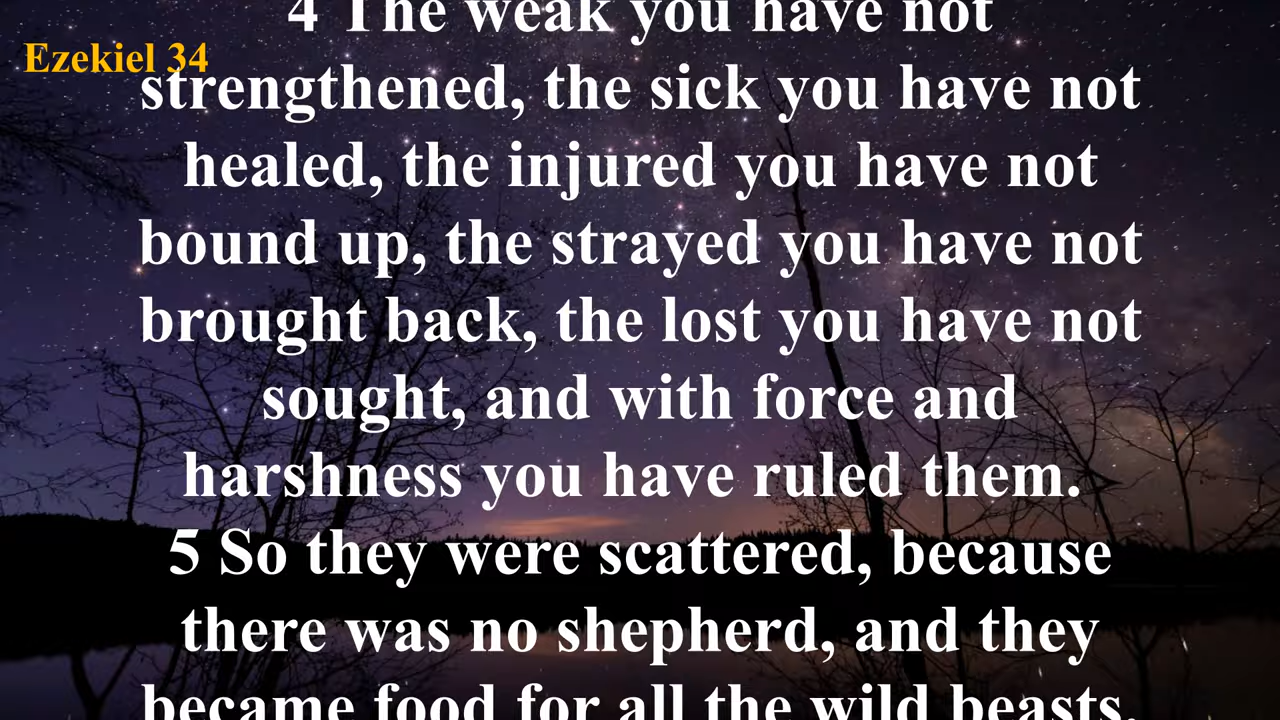 4 The weak you have not
Ezekiel 34
strengthened, the sick you have not
healed, the injured you have not
bound up, the strayed you have not
brought back, the lost you have not
sought, and with force and
harshness you have ruled them.
5 So they were scattered, because
there was no shepherd, and they
became food for all the wild beasts.